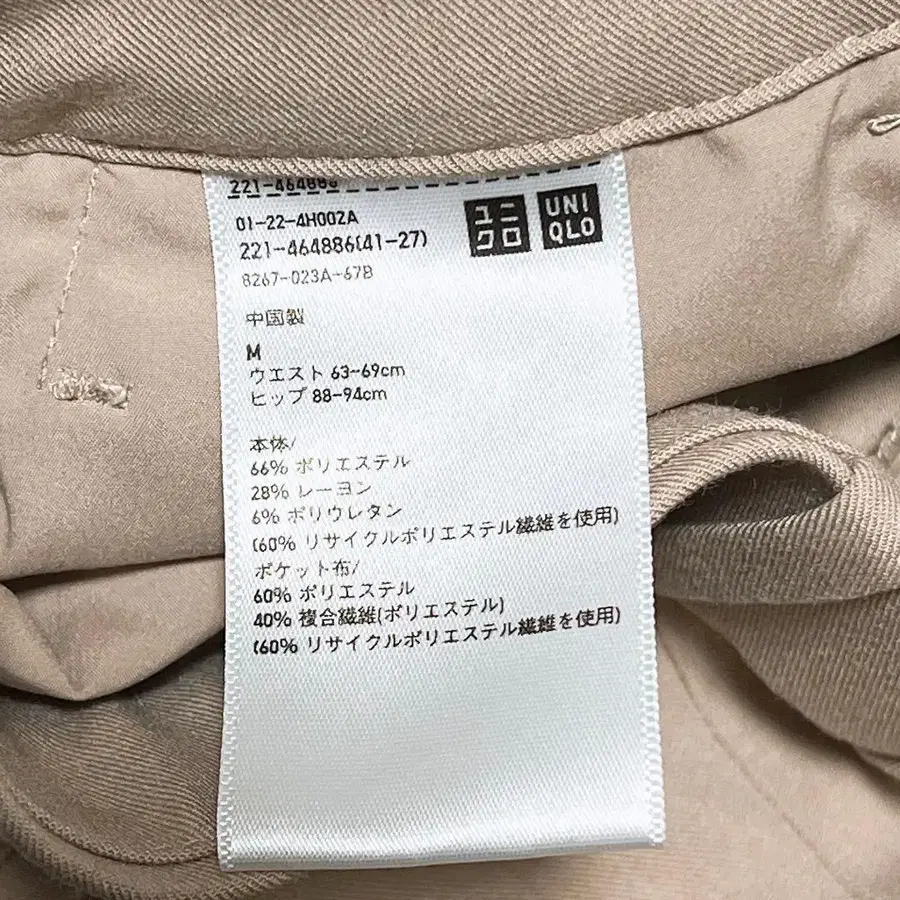 221-464886
01-22-4H002A
221-464886(41-27)
8267-023A-67B
ユニ
クロ
UNI
QLO
中国製
M
ウエスト 63-69cm
ヒップ 88-94cm
本体/
66% ポリエステル
28% レーヨン
6% ポリウレタン
(60% リサイクルポリエステル繊維を使用)
ポケット布/
60% ポリエステル
40% 複合繊維(ポリエステル)
(60% リサイクルポリエステル繊維を使用)